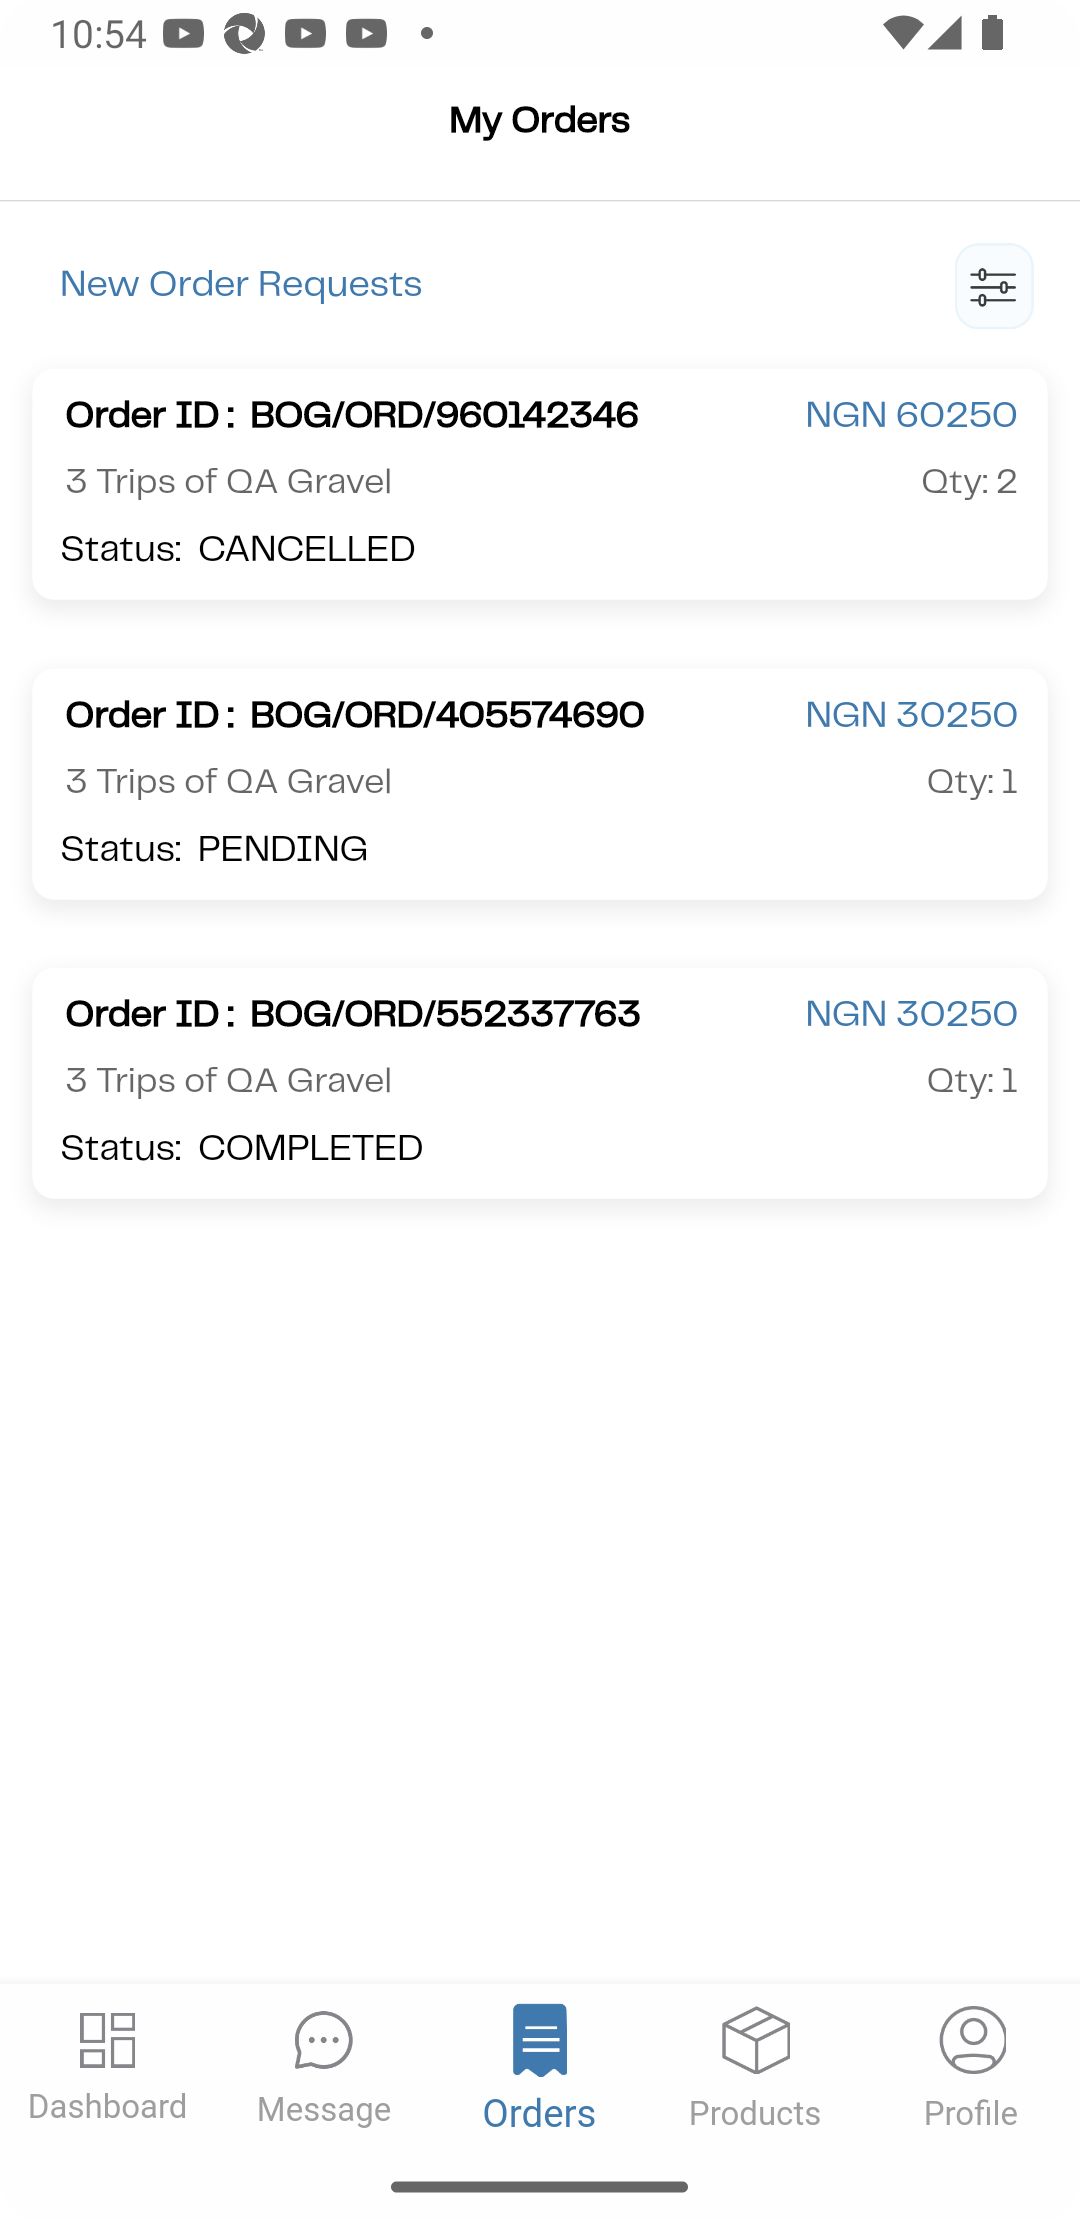 10:54
My Orders
New Order Requests
Order ID : BOG/ORD/960142346 NGN 60250
3 Trips of QA Gravel Qty: 2
Status: CANCELLED
Order ID : BOG/ORD/405574690 NGN 30250
3 Trips of QA Gravel Qty: 1
Status: PENDING
Order ID : BOG/ORD/552337763 NGN 30250
3 Trips of QA Gravel Qty: 1
Status: COMPLETED
Dashboard Message Orders Products Profile